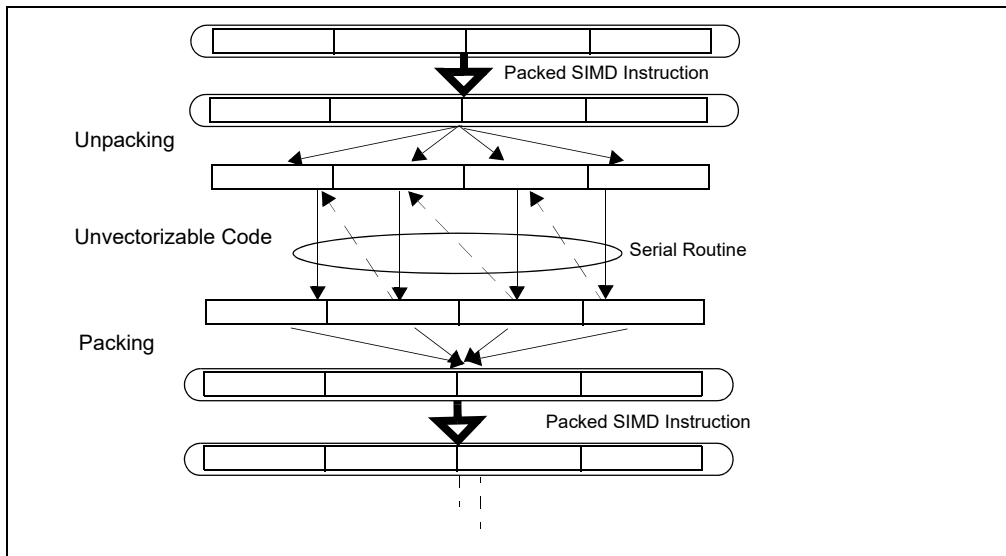 Packed SIMD Instruction
Unpacking
Unvectorizable Code
Serial Routine
Packing
Packed SIMD Instruction